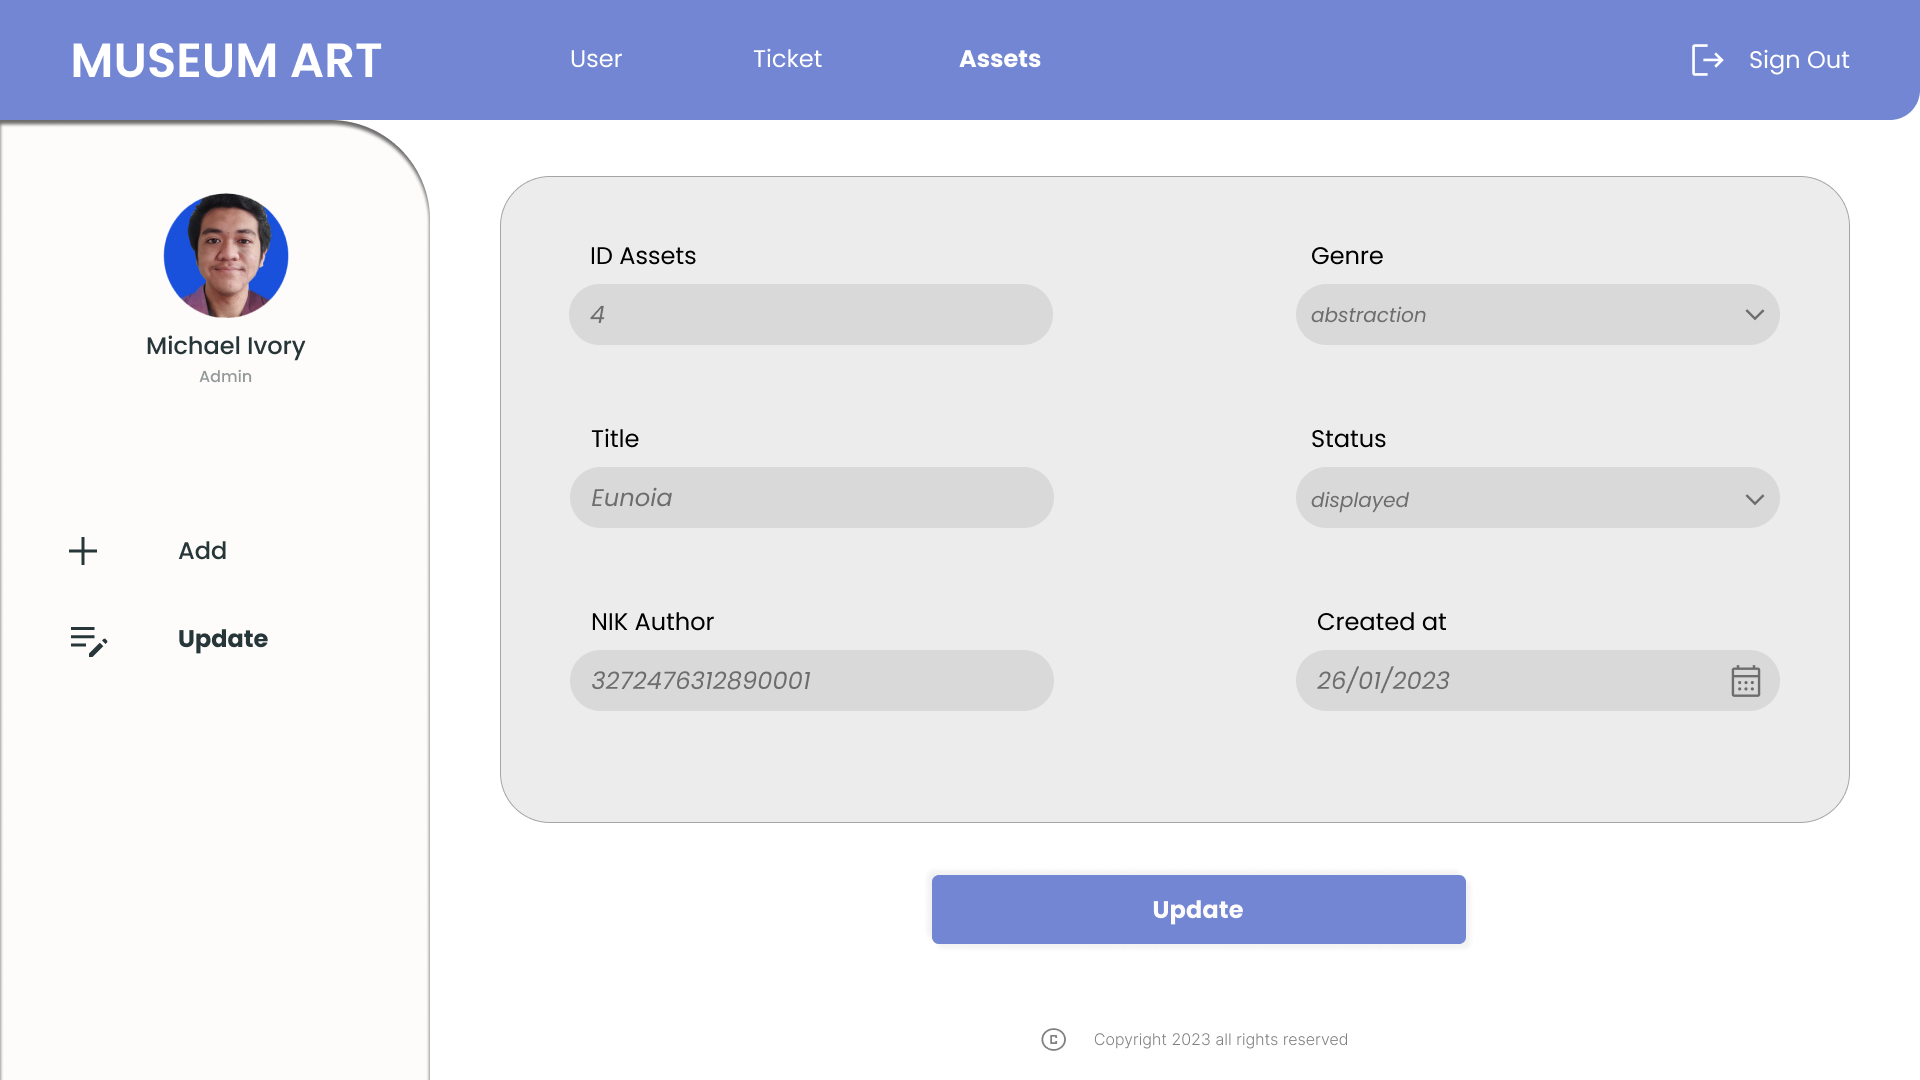 MUSEUM ART
User
Ticket
Assets
Sign Out
Michael Ivory
Admin
Add
Update
ID Assets
4
Genre
abstraction
Title
Eunoia
Status
displayed
NIK Author
3272476312890001
Created at
26/01/2023
Update
© Copyright 2023 all rights reserved